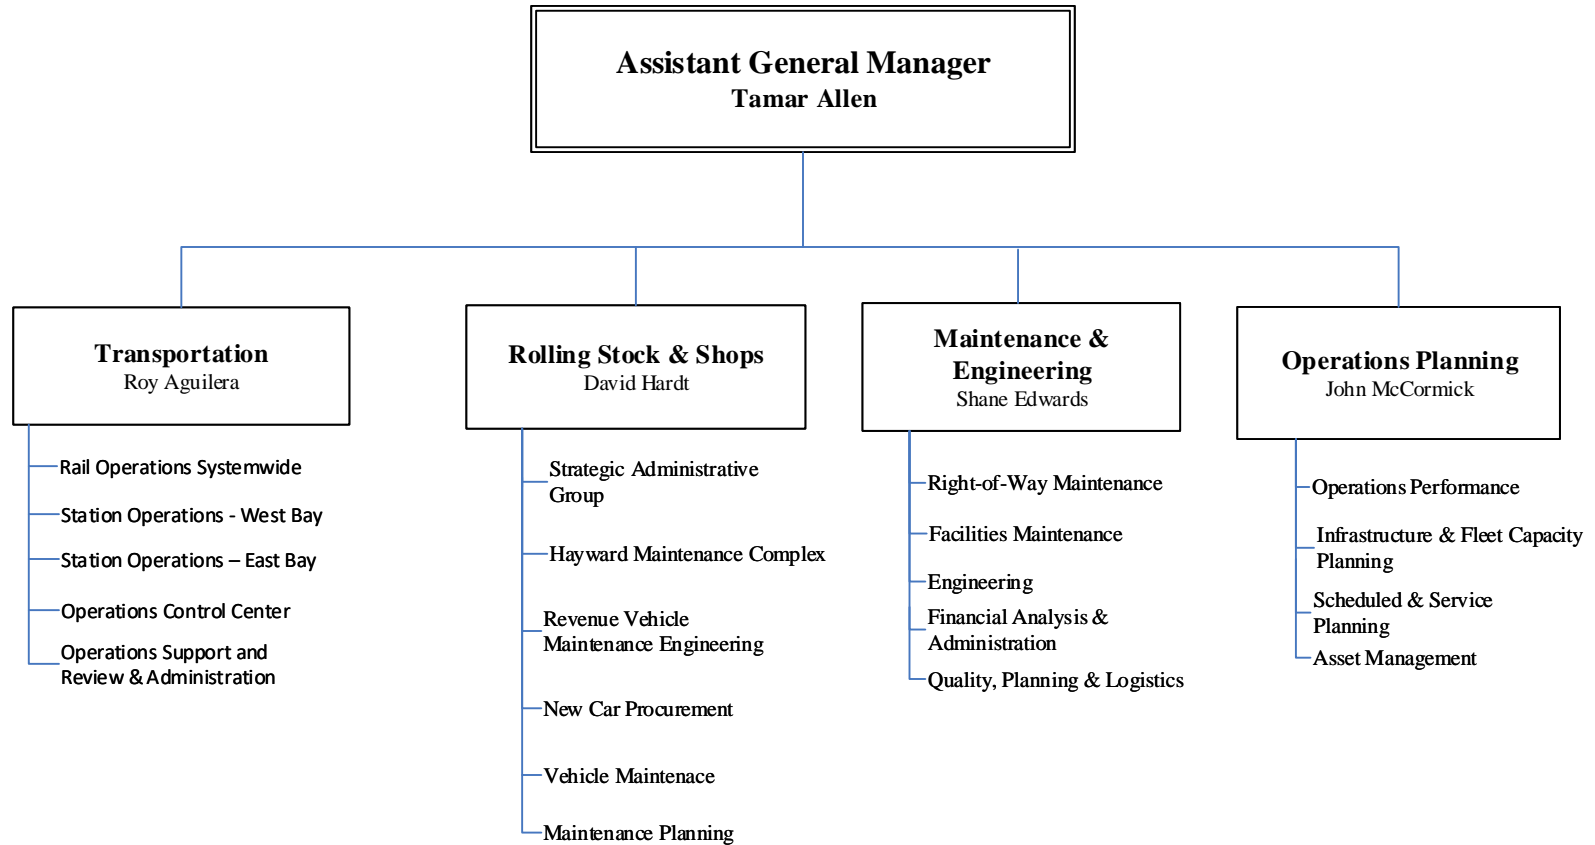 Assistant General Manager
Tamar Allen
Transportation
Roy Aguilera
Rail Operations Systemwide
Station Operations - West Bay
Station Operations – East Bay
Operations Control Center
Operations Support and
Review & Administration
Rolling Stock & Shops
David Hardt
Strategic Administrative
Group
Hayward Maintenance Complex
Revenue Vehicle
Maintenance Engineering
New Car Procurement
Vehicle Maintenace
Maintenance Planning
Maintenance &
Engineering
Shane Edwards
Right-of-Way Maintenance
Facilities Maintenance
Engineering
Financial Analysis &
Administration
Quality, Planning & Logistics
Operations Planning
John McCormick
Operations Performance
Infrastructure & Fleet Capacity
Planning
Scheduled & Service
Planning
Asset Management